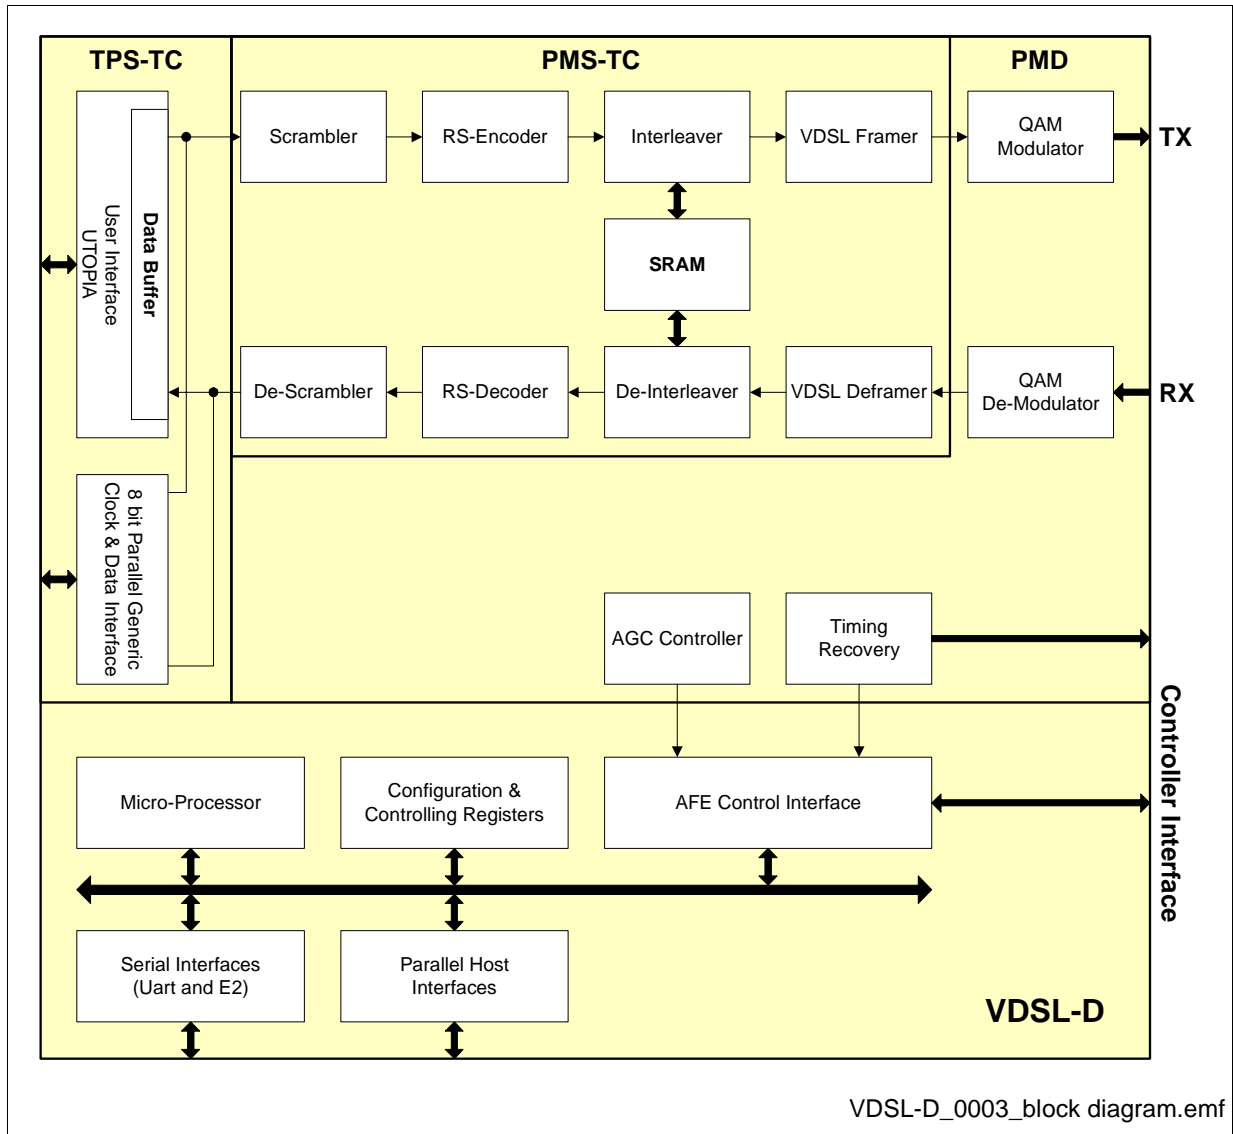 TPS-TC
PMS-TC
PMD
Scrambler
RS-Encoder
Interleaver
VDSL Framer
QAM
Modulator
TX
Data Buffer
User Interface
UTOPIA
SRAM
De-Scrambler
RS-Decoder
De-Interleaver
VDSL Deframer
QAM
De-Modulator
RX
8 bit Parallel Generic
Clock & Data Interface
AGC Controller
Timing
Recovery
Controller Interface
Micro-Processor
Configuration &
Controlling Registers
AFE Control Interface
Serial Interfaces
(Uart and E2)
Parallel Host
Interfaces
VDSL-D
VDSL-D_0003_block diagram.emf